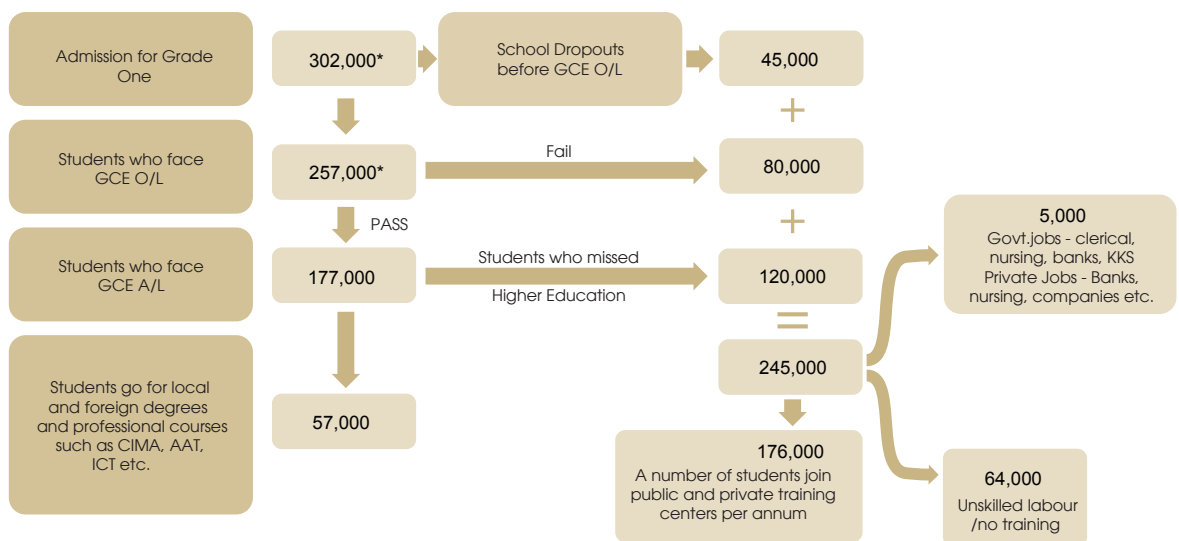 Admission for Grade
One
302,000*
School Dropouts
before GCE O/L
45,000
+
Students who face
GCE O/L
257,000*
Fail
80,000
+
PASS
Students who face
GCE A/L
177,000
Students who missed
Higher Education
120,000
=
5,000
Govt.jobs - clerical,
nursing, banks, KKS
Private Jobs - Banks,
nursing, companies etc.
245,000
Students go for local
and foreign degrees
and professional courses
such as CIMA, AAT,
ICT etc.
57,000
176,000
A number of students join
public and private training
centers per annum
64,000
Unskilled labour
/no training